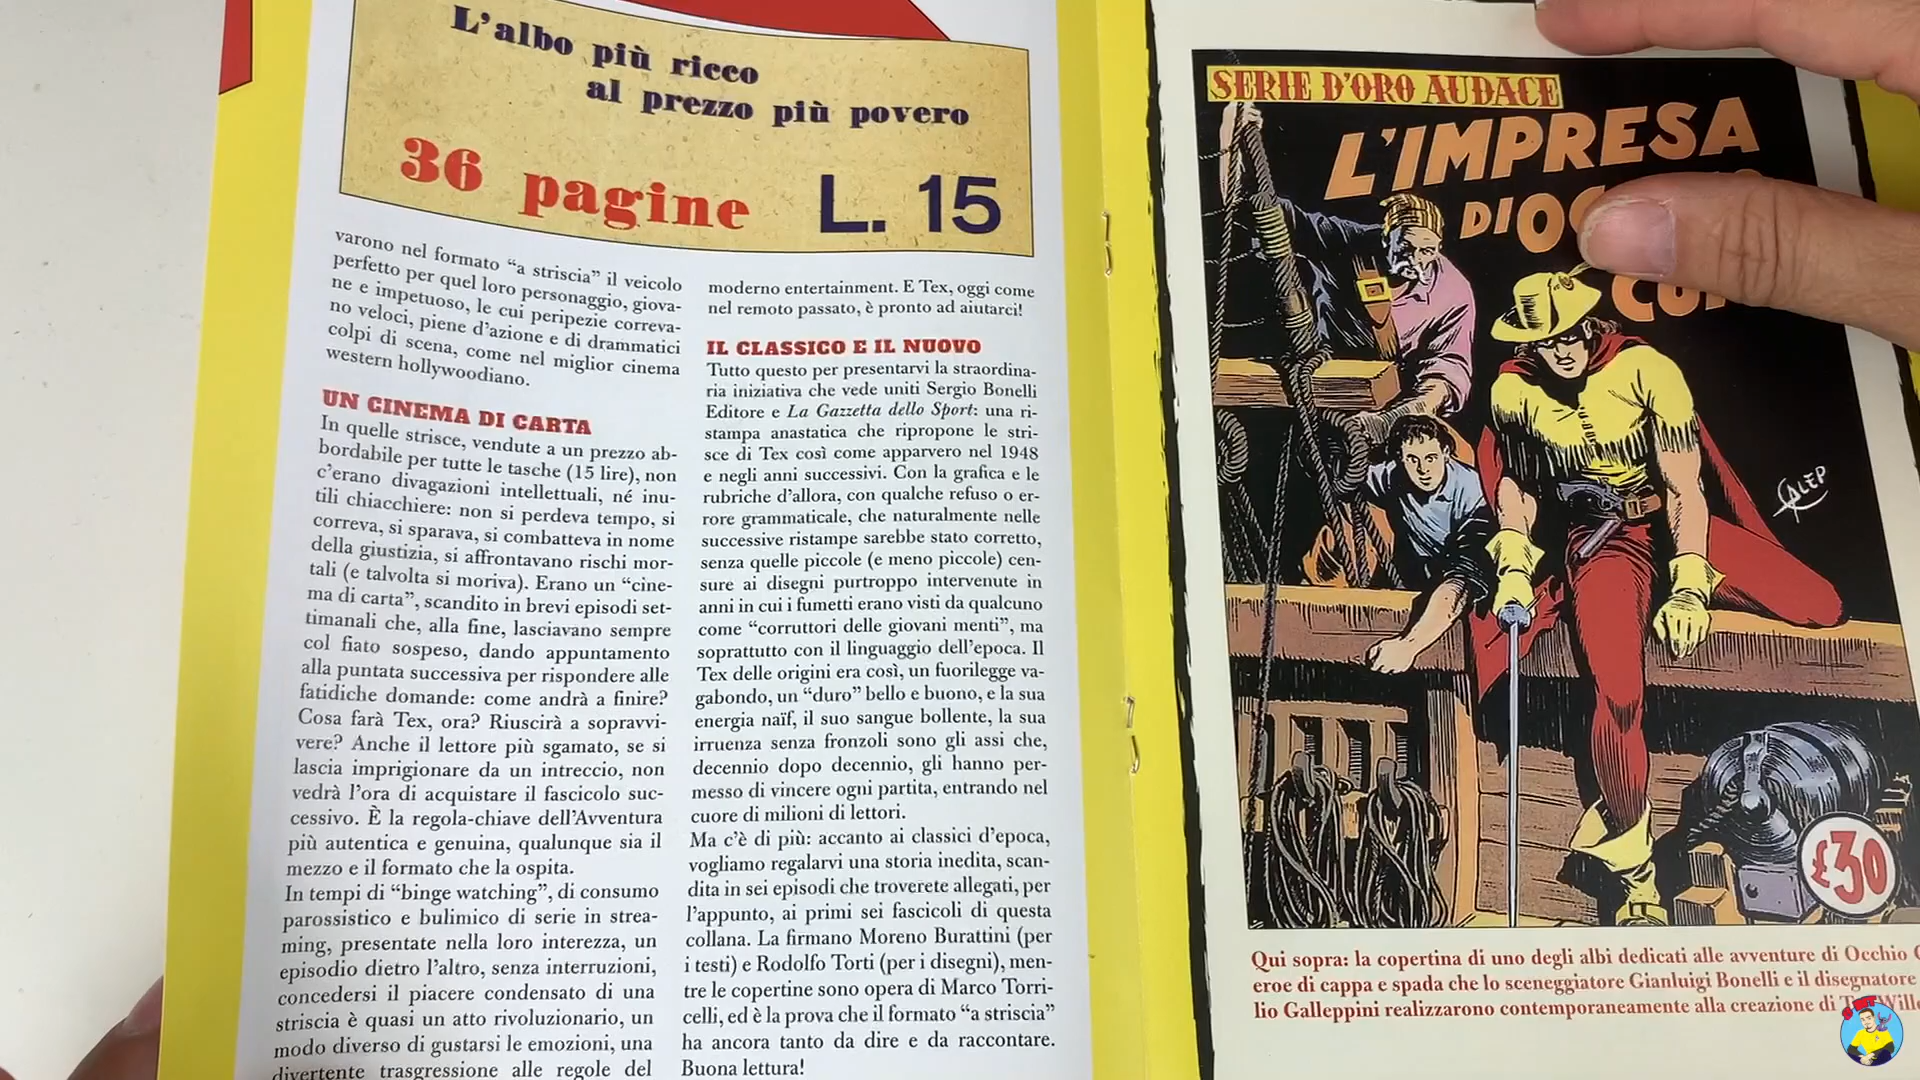 L'albo più ricco
al prezzo più povero
36 pagine L. 15
varono nel formato “a striscia” il veicolo
perfetto per quel loro personaggio, giova-
ne e impetuoso, le cui peripezie correva-
no veloci, piene d'azione e di drammatici
colpi di scena, come nel miglior cinema
western hollywoodiano.
UN CINEMA DI CARTA
In quelle strisce, vendute a un prezzo ab-
bordabile per tutte le tasche (15 lire), non
c'erano divagazioni intellettuali, né inu-
tili chiacchiere: non si perdeva tempo, si
correva, si sparava, si combatteva in nome
della giustizia, si affrontavano rischi mor-
tali (e talvolta si moriva). Erano un “cine-
ma di carta”, scandito in brevi episodi set-
timanali che, alla fine, lasciavano sempre
col fiato sospeso, dando appuntamento
alla puntata successiva per rispondere alle
fatidiche domande: come andrà a finire?
Cosa farà Tex, ora? Riuscirà a sopravvi-
vere? Anche il lettore più sgamato, se si
lascia imprigionare da un intreccio, non
vedrà l'ora di acquistare il fascicolo suc-
cessivo. È la regola-chiave dell'Avventura
più autentica e genuina, qualunque sia il
mezzo e il formato che la ospita.
In tempi di “binge watching”, di consumo
parossistico e bulimico di serie in strea-
ming, presentate nella loro interezza, un
episodio dietro l'altro, senza interruzioni,
concedersi il piacere condensato di una
striscia è quasi un atto rivoluzionario, un
modo diverso di gustarsi le emozioni, una
divertente trasgressione alle regole del
moderno entertainment. E Tex, oggi come
nel remoto passato, è pronto ad aiutarci!
IL CLASSICO E IL NUOVO
Tutto questo per presentarvi la straordina-
ria iniziativa che vede uniti Sergio Bonelli
Editore e La Gazzetta dello Sport: una ri-
stampa anastatica che ripropone le stri-
sce di Tex così come apparvero nel 1948
e negli anni successivi. Con la grafica e le
rubriche d'allora, con qualche refuso o er-
rore grammaticale, che naturalmente nelle
successive ristampe sarebbe stato corretto,
senza quelle piccole (e meno piccole) cen-
sure ai disegni purtroppo intervenute in
anni in cui i fumetti erano visti da qualcuno
come “corruttori delle giovani menti”, ma
soprattutto con il linguaggio dell'epoca. Il
Tex delle origini era così, un fuorilegge va-
gabondo, un “duro” bello e buono, e la sua
energia naïf, il suo sangue bollente, la sua
irruenza senza fronzoli sono gli assi che,
decennio dopo decennio, gli hanno per-
messo di vincere ogni partita, entrando nel
cuore di milioni di lettori.
Ma c'è di più: accanto ai classici d'epoca,
vogliamo regalarvi una storia inedita, scan-
dita in sei episodi che troverete allegati, per
l'appunto, ai primi sei fascicoli di questa
collana. La firmano Moreno Burattini (per
i testi) e Rodolfo Torti (per i disegni), men-
tre le copertine sono opera di Marco Torri-
celli, ed è la prova che il formato “a striscia”
ha ancora tanto da dire e da raccontare.
Buona lettura!
SERIE D'ORO AUDACE
L'IMPRESA
DI
GALEP
£30
Qui sopra: la copertina di uno degli albi dedicati alle avventure di Occhio
eroe di cappa e spada che lo sceneggiatore Gianluigi Bonelli e il disegnatore
lio Galleppini realizzarono contemporaneamente alla creazione di